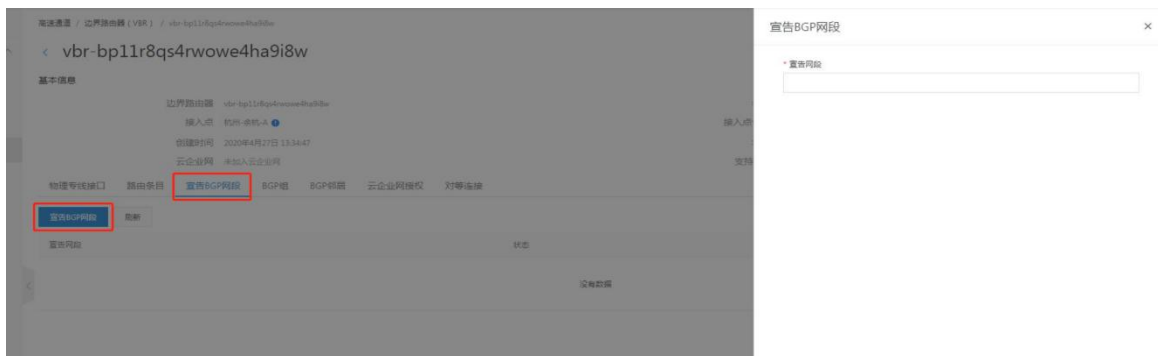 高速通道 / 边界路由器（VBR） / vbr-bp11r8qs4rwowe4ha9i8w
vbr-bp11r8qs4rwowe4ha9i8w
基本信息
边界路由器 vbr-bp11r8qs4rwowe4ha9i8w
接入点 杭州-余杭-A
接入点
创建时间 2020年4月27日 13:34:47
云企业网 未加入云企业网
支持
物理专线接口 路由条目 宣告BGP网段 BGP组 BGP邻居 云企业网授权 对等连接
宣告BGP网段 刷新
宣告网段 状态
没有数据
宣告BGP网段
* 宣告网段